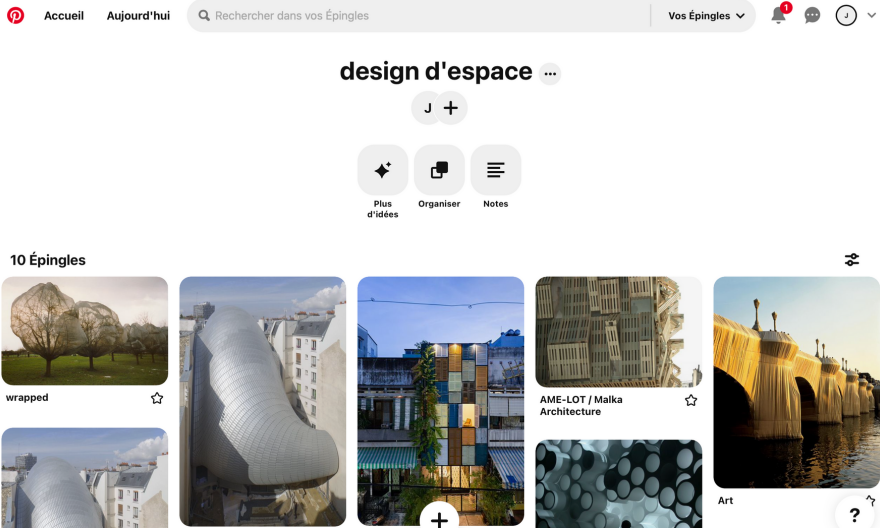 Accueil
Aujourd'hui
Rechercher dans vos Épingles
Vos Épingles
1
J
design d'espace
J
Plus
d'idées
Organiser
Notes
10 Épingles
wrapped
AME-LOT / Malka
Architecture
Art
?